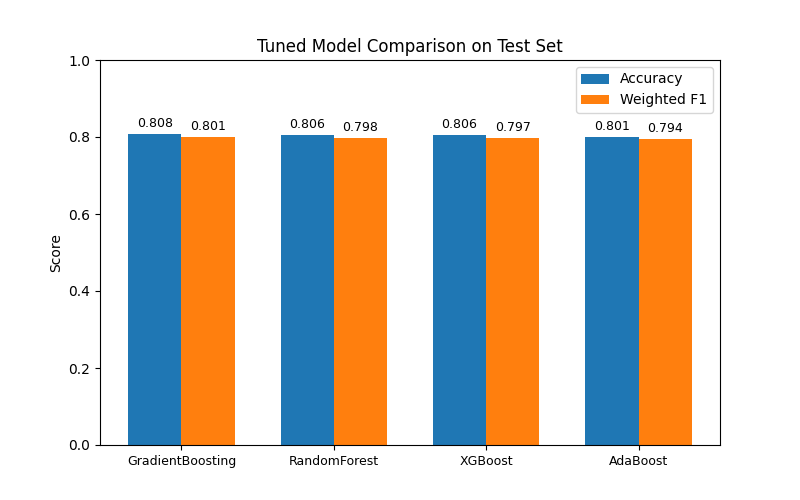 Tuned Model Comparison on Test Set
Accuracy
Weighted F1
Score
1.0
0.8
0.6
0.4
0.2
0.0
0.808
0.801
0.806
0.798
0.806
0.797
0.801
0.794
GradientBoosting
RandomForest
XGBoost
AdaBoost